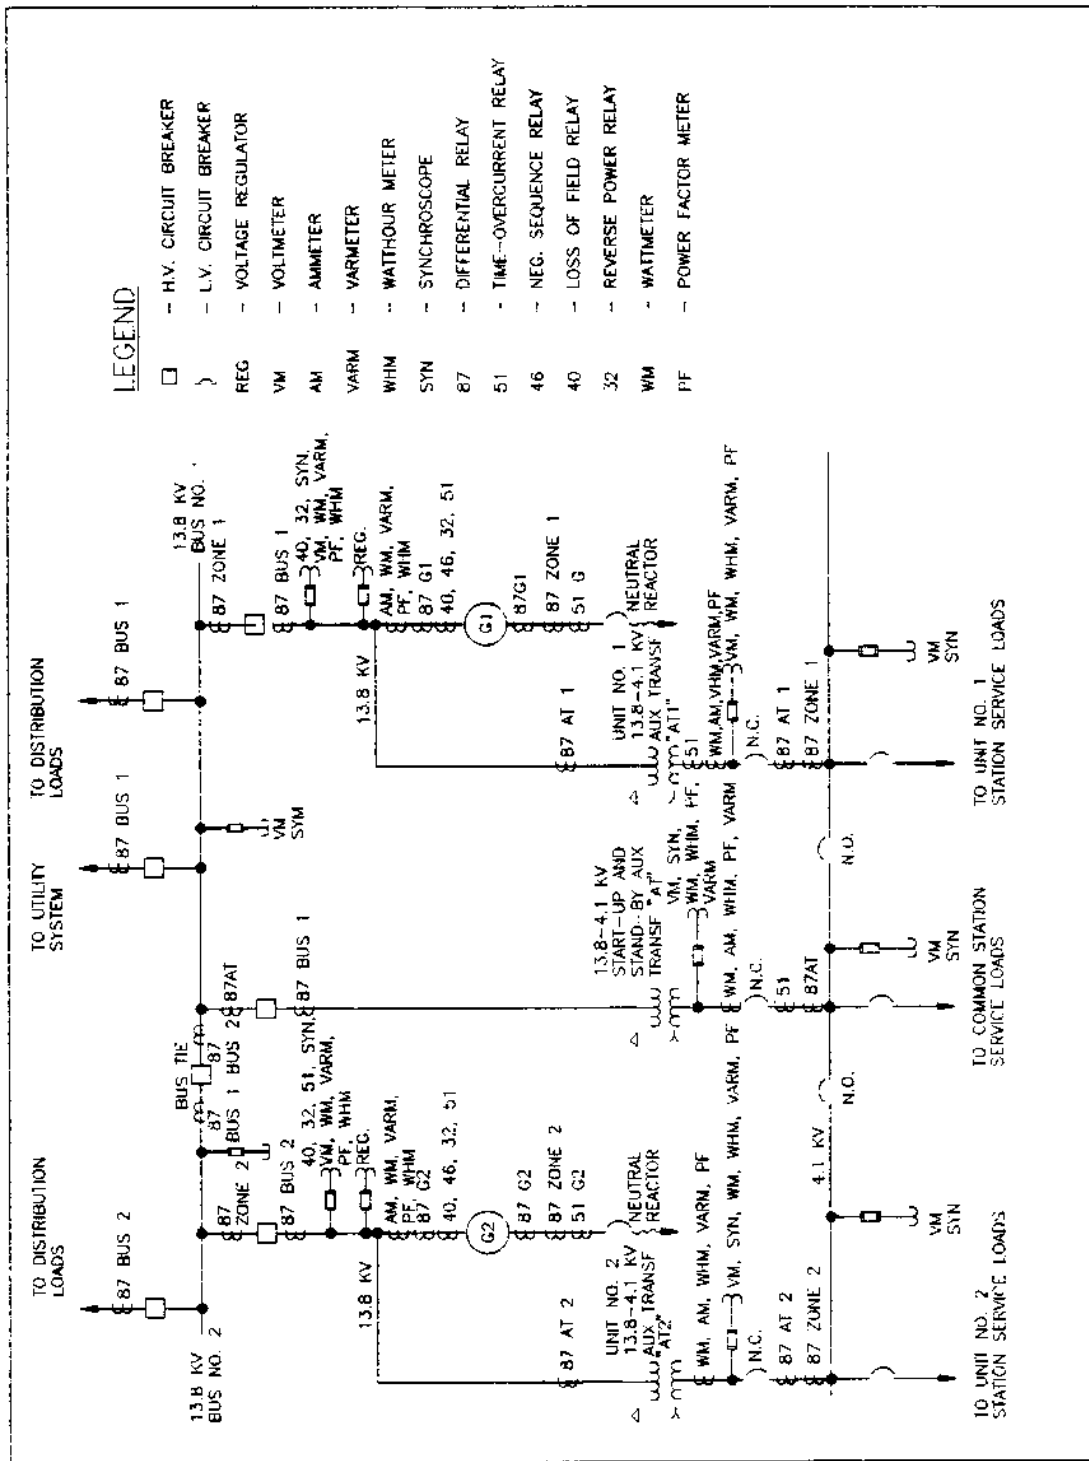 TO DISTRIBUTION
LOADS
87 BUS 2
13.8 KV
BUS NO. 2
TO UTILITY
SYSTEM
87 BUS 1
TO DISTRIBUTION
LOADS
87 BUS 1
13.8 KV
BUS NO. 1
BUS TIE
87
BUS 1
87
BUS 2
VM
SYM
87
ZONE 2
87 BUS 2
40, 32, 51, SYN,
VM, WM, VARM,
PF, WHM
REG.
AM, WM, VARM,
PF, WHM
87 G2
40, 46, 32, 51
G2
87 G2
87 ZONE 2
51 G2
NEUTRAL
REACTOR
13.8 KV
87 AT 2
UNIT NO. 2
13.8-4.1 KV
AUX TRANSF
"AT2"
WM, AM, WHM, VARM, PF
VM, SYN, WM, WHM, VARM, PF
N.C.
87 AT 2
87 ZONE 2
TO UNIT NO. 2
STATION SERVICE LOADS
VM
SYN
4.1 KV
N.O.
87AT
87 BUS 1
13.8-4.1 KV
START-UP AND
STAND-BY AUX
TRANSF "AT"
VM, SYN,
WM, WHM, PF,
VARM
WM, AM, WHM, PF, VARM
N.C.
51
87AT
TO COMMON STATION
SERVICE LOADS
VM
SYN
N.O.
87 ZONE 1
87 BUS 1
40, 32, SYN,
VM, WM, VARM,
PF, WHM
REG.
AM, WM, VARM,
PF, WHM
87 G1
40, 46, 32, 51
G1
87G1
87 ZONE 1
51 G
NEUTRAL
REACTOR
13.8 KV
87 AT 1
UNIT NO. 1
13.8-4.1 KV
AUX TRANSF
"AT1"
51
WM,AM,VHM,VARM,PF
VM, WM, WHM, VARM, PF
N.C.
87 AT 1
87 ZONE 1
TO UNIT NO. 1
STATION SERVICE LOADS
VM
SYN
LEGEND
- H.V. CIRCUIT BREAKER
- L.V. CIRCUIT BREAKER
REG - VOLTAGE REGULATOR
VM - VOLTMETER
AM - AMMETER
VARM - VARMETER
WHM - WATTHOUR METER
SYN - SYNCHROSCOPE
87 - DIFFERENTIAL RELAY
51 - TIME-OVERCURRENT RELAY
46 - NEG. SEQUENCE RELAY
40 - LOSS OF FIELD RELAY
32 - REVERSE POWER RELAY
WM - WATTMETER
PF - POWER FACTOR METER